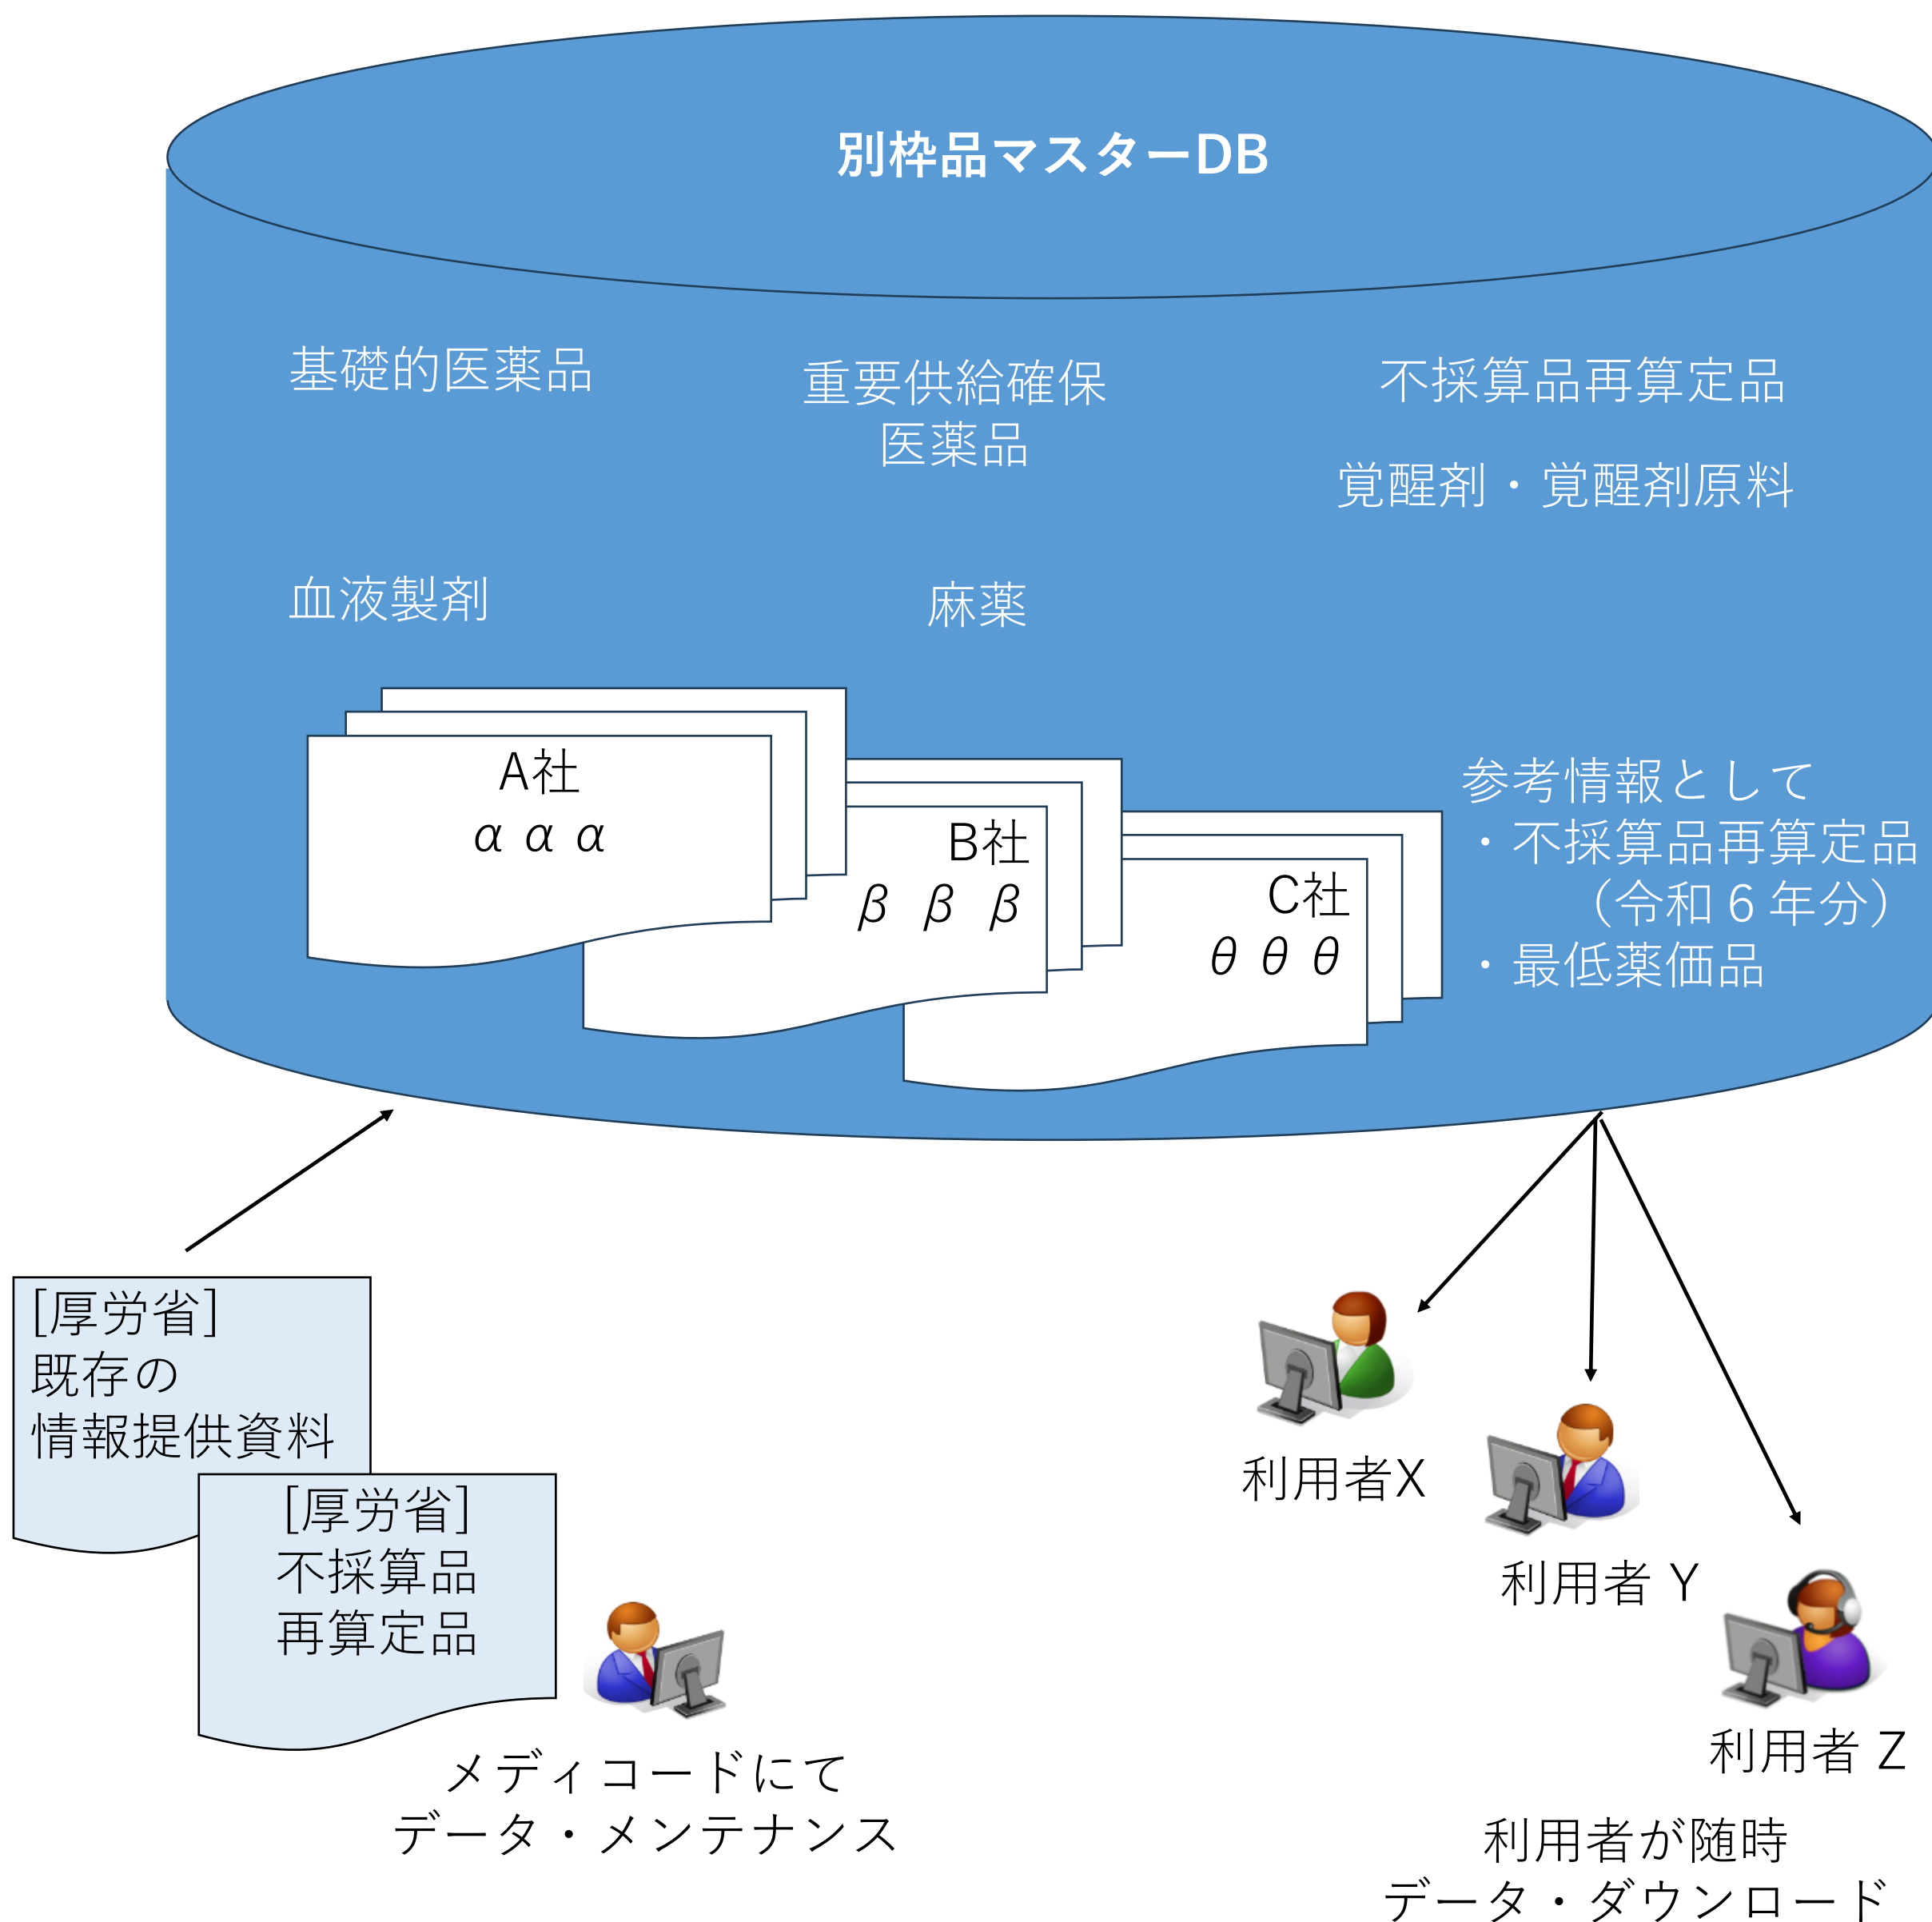 別枠品マスターDB
基礎的医薬品
重要供給確保
医薬品
不採算品再算定品
覚醒剤・覚醒剤原料
血液製剤
麻薬
A社
α α α
B社
β β β
C社
θ θ θ
参考情報として
・不採算品再算定品
（令和 6 年分）
・最低薬価品
[厚労省]
既存の
情報提供資料
[厚労省]
不採算品
再算定品
メディコードにて
データ・メンテナンス
利用者X
利用者 Y
利用者 Z
利用者が随時
データ・ダウンロード